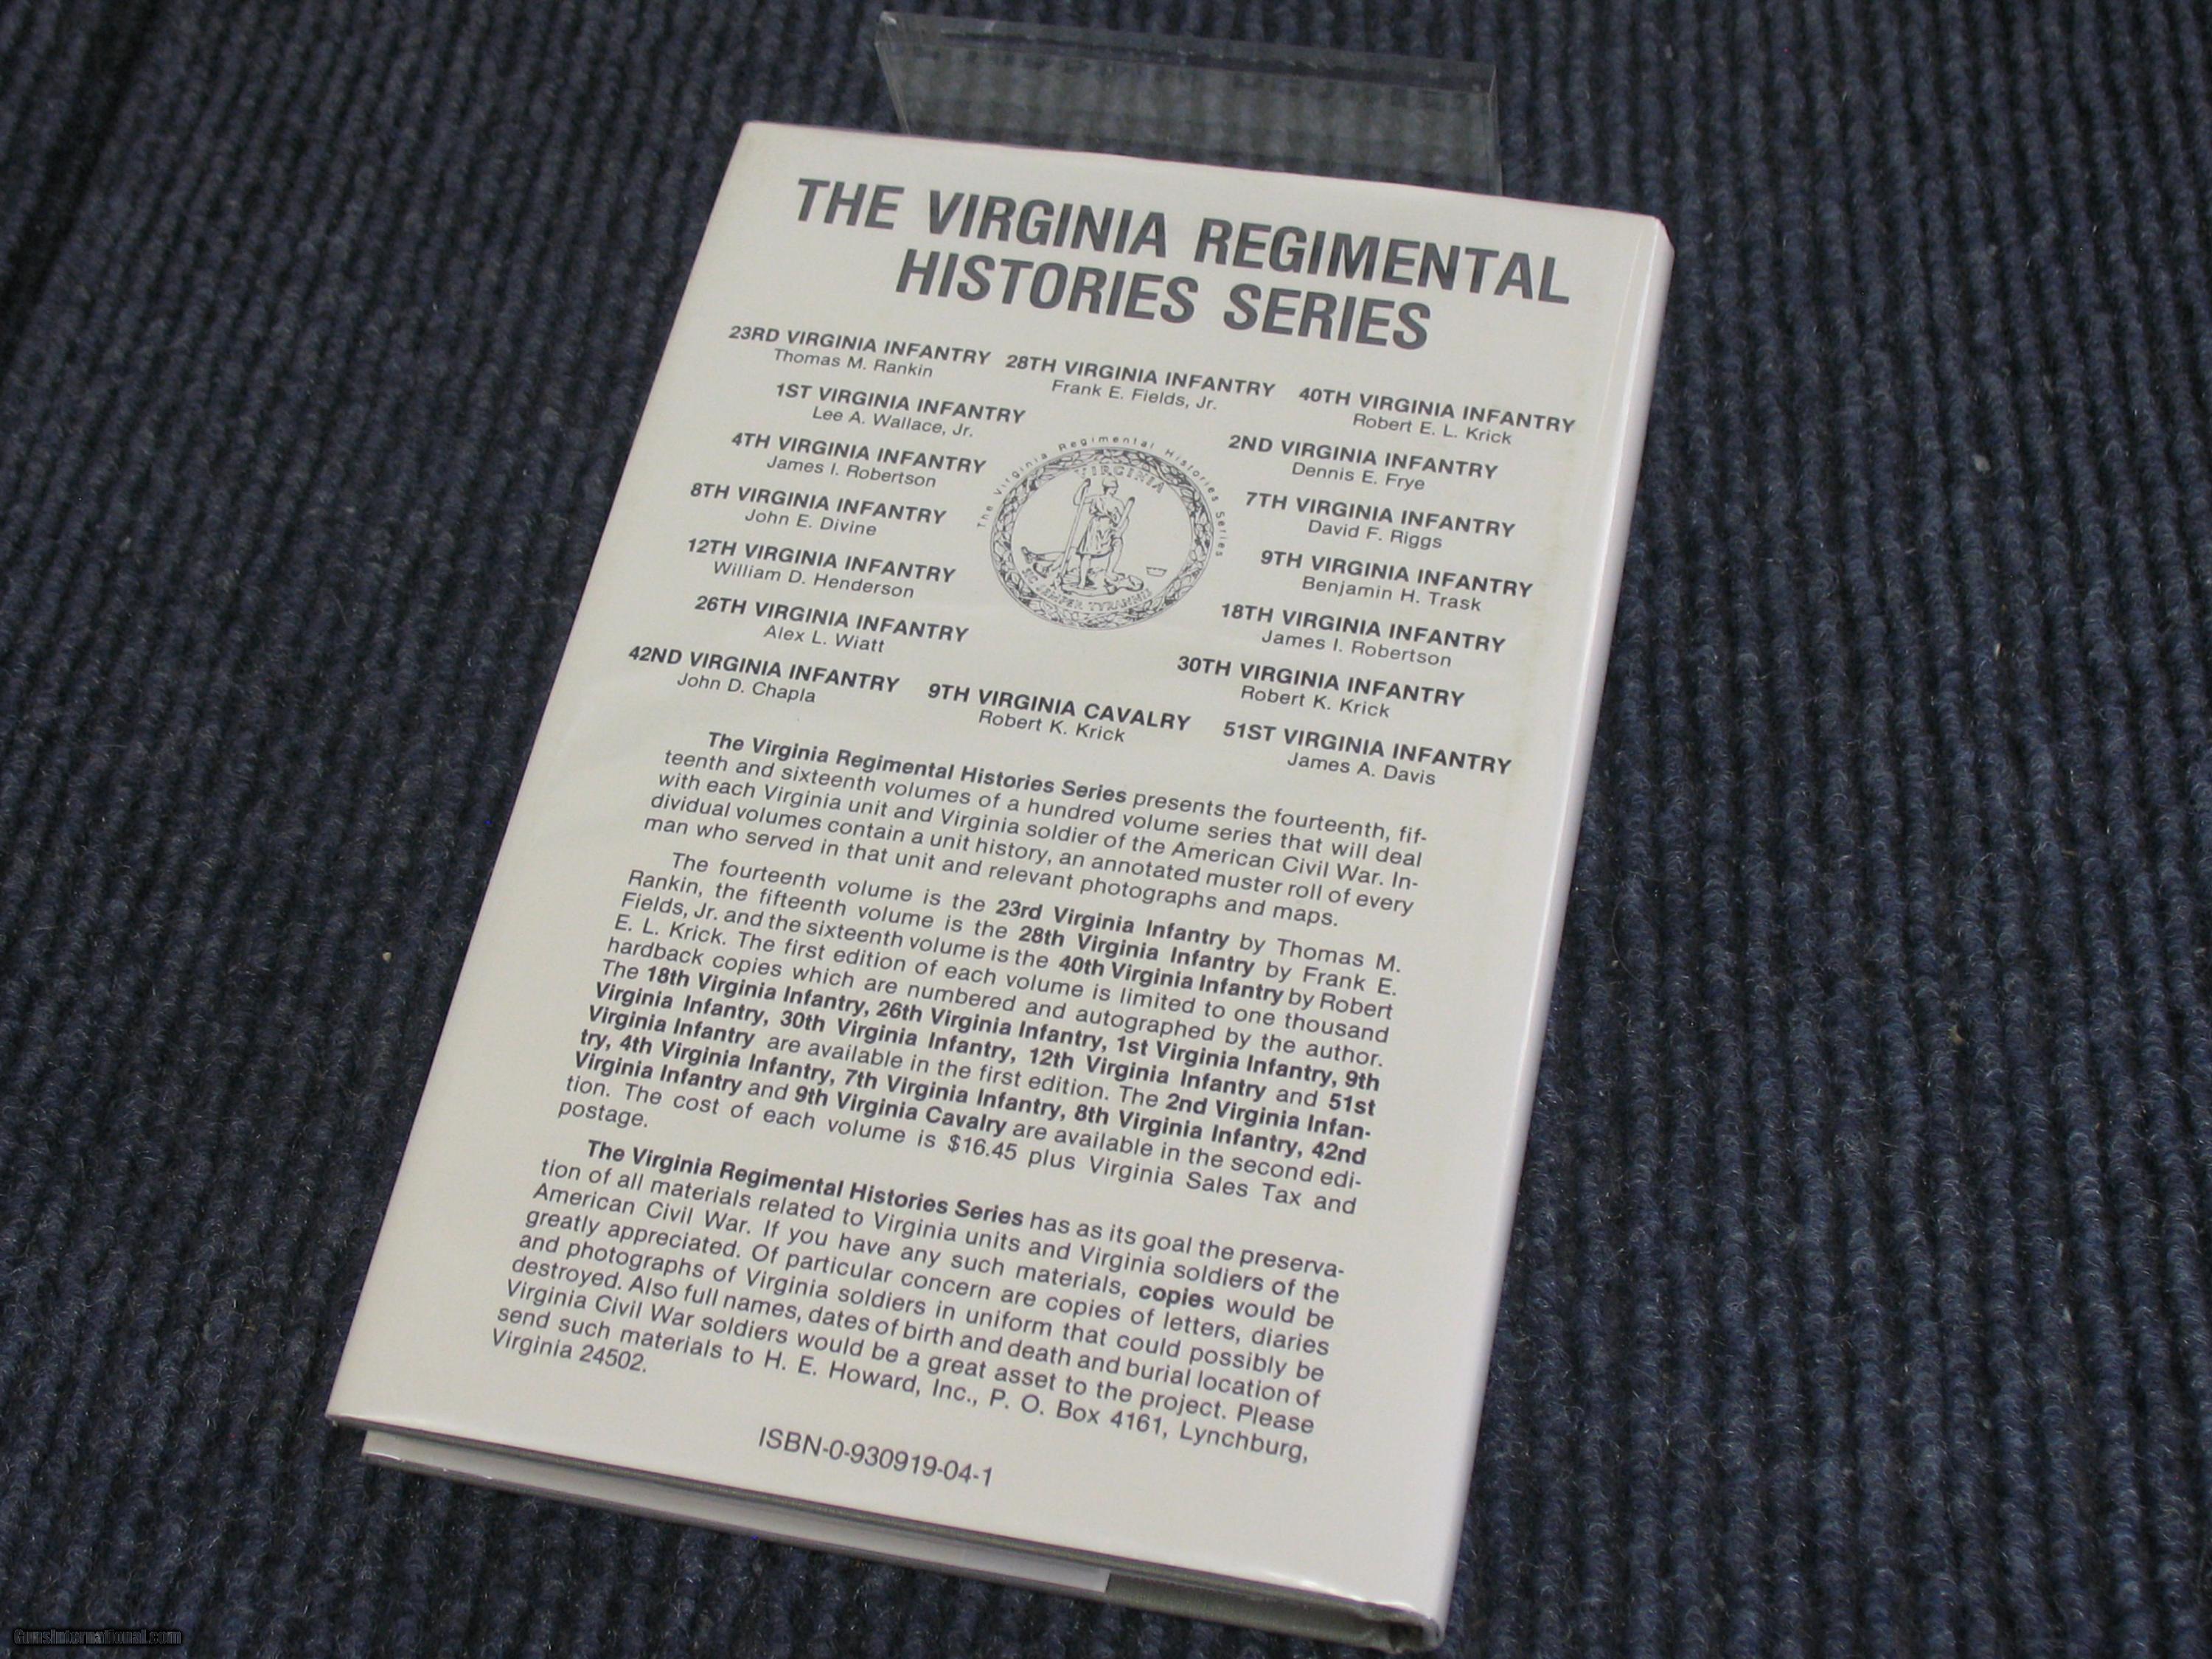 THE VIRGINIA REGIMENTAL
HISTORIES SERIES
23RD VIRGINIA INFANTRY
Thomas M. Rankin
28TH VIRGINIA INFANTRY
Frank E. Fields, Jr.
40TH VIRGINIA INFANTRY
Robert E. L. Krick
1ST VIRGINIA INFANTRY
Lee A. Wallace, Jr.
2ND VIRGINIA INFANTRY
Dennis E. Frye
4TH VIRGINIA INFANTRY
James I. Robertson
7TH VIRGINIA INFANTRY
David F. Riggs
8TH VIRGINIA INFANTRY
John E. Divine
9TH VIRGINIA INFANTRY
Benjamin H. Trask
12TH VIRGINIA INFANTRY
William D. Henderson
18TH VIRGINIA INFANTRY
James I. Robertson
26TH VIRGINIA INFANTRY
Alex L. Wiatt
30TH VIRGINIA INFANTRY
Robert K. Krick
42ND VIRGINIA INFANTRY
John D. Chapla
9TH VIRGINIA CAVALRY
Robert K. Krick
51ST VIRGINIA INFANTRY
James A. Davis
The Virginia Regimental Histories Series
VIRGINIA
SEMPER TYRANNIS
The Virginia Regimental Histories Series presents the fourteenth, fif-
teenth and sixteenth volumes of a hundred volume series that will deal
with each Virginia unit and Virginia soldier of the American Civil War. In-
dividual volumes contain a unit history, an annotated muster roll of every
man who served in that unit and relevant photographs and maps.
The fourteenth volume is the 23rd Virginia Infantry by Thomas M.
Rankin, the fifteenth volume is the 28th Virginia Infantry by Frank E.
Fields, Jr. and the sixteenth volume is the 40th Virginia Infantry by Robert
E. L. Krick. The first edition of each volume is limited to one thousand
hardback copies which are numbered and autographed by the author.
The 18th Virginia Infantry, 26th Virginia Infantry, 1st Virginia Infantry, 9th
Virginia Infantry, 30th Virginia Infantry, 12th Virginia Infantry and 51st
Virginia Infantry are available in the first edition. The 2nd Virginia Infan-
try, 4th Virginia Infantry, 7th Virginia Infantry, 8th Virginia Infantry, 42nd
Virginia Infantry and 9th Virginia Cavalry are available in the second edi-
tion. The cost of each volume is $16.45 plus Virginia Sales Tax and
postage.
The Virginia Regimental Histories Series has as its goal the preserva-
tion of all materials related to Virginia units and Virginia soldiers of the
American Civil War. If you have any such materials, copies would be
greatly appreciated. Of particular concern are copies of letters, diaries
and photographs of Virginia soldiers in uniform that could possibly be
destroyed. Also full names, dates of birth and death and burial location of
Virginia Civil War soldiers would be a great asset to the project. Please
send such materials to H. E. Howard, Inc., P. O. Box 4161, Lynchburg,
Virginia 24502.
ISBN-0-930919-04-1
GunsInternational.com